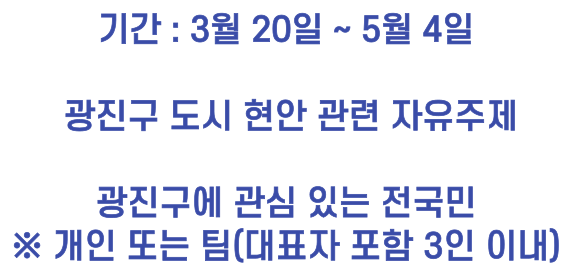 기간 : 3월 20일 ~ 5월 4일
광진구 도시 현안 관련 자유주제
광진구에 관심 있는 전국민
※ 개인 또는 팀(대표자 포함 3인 이내)